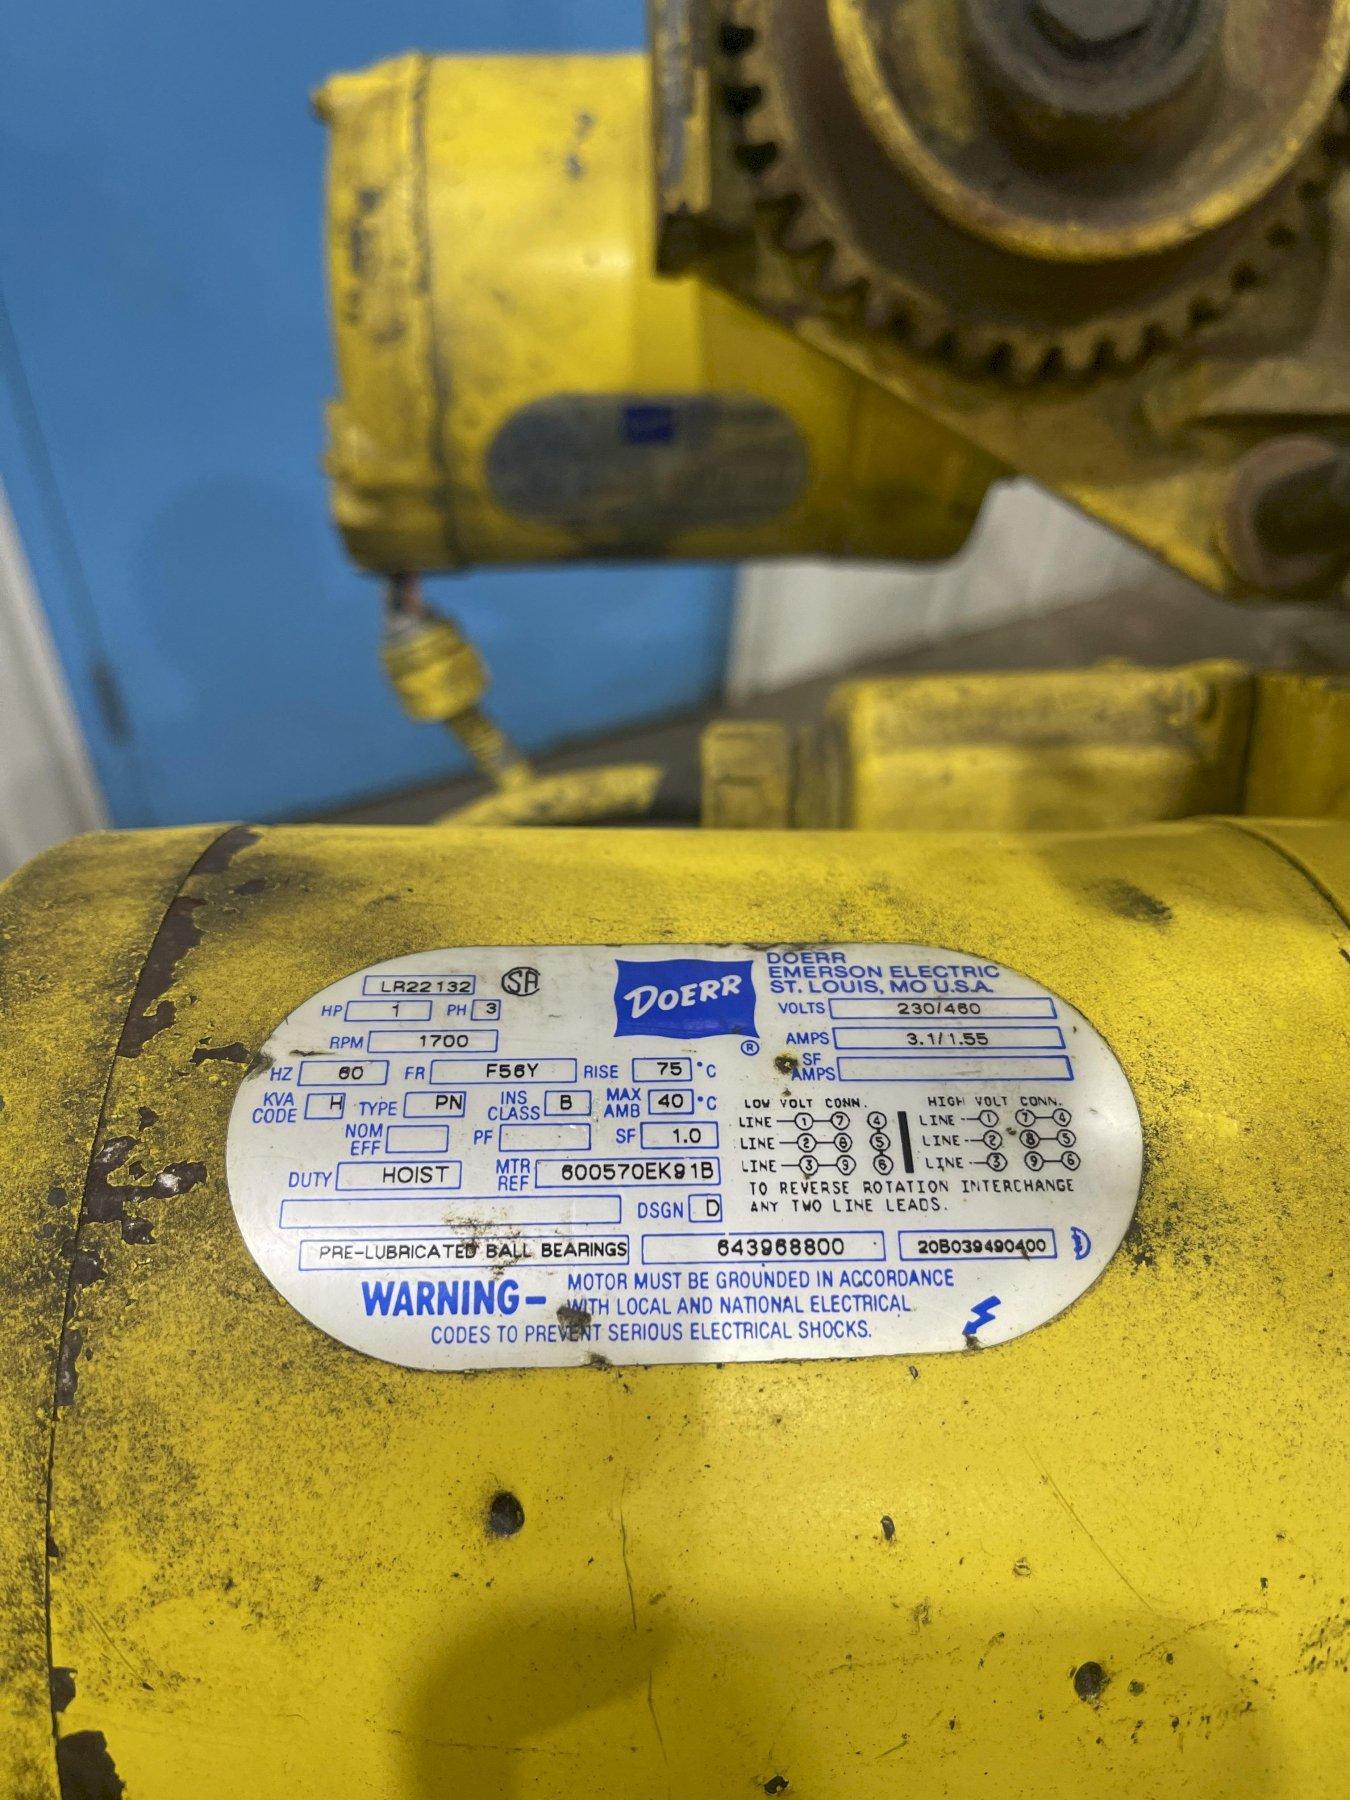 LR22132 SA
DOERR
DOERR
EMERSON ELECTRIC
ST. LOUIS, MO U.S.A.
HP 1 PH 3
VOLTS 230/460
RPM 1700
AMPS 3.1/1.55
HZ 60 FR F56Y RISE 75 °C
SF AMPS
KVA CODE H TYPE PN INS CLASS B MAX AMB 40 °C
NOM EFF PF SF 1.0
DUTY HOIST MTR REF 600570EK91B
DSGN D
LOW VOLT CONN. HIGH VOLT CONN.
LINE 1 7 4 LINE 1 7 4
LINE 2 8 5 LINE 2 8 5
LINE 3 9 6 LINE 3 9 6
TO REVERSE ROTATION INTERCHANGE
ANY TWO LINE LEADS.
PRE-LUBRICATED BALL BEARINGS 643968800 20B039490400
WARNING- MOTOR MUST BE GROUNDED IN ACCORDANCE
WITH LOCAL AND NATIONAL ELECTRICAL
CODES TO PREVENT SERIOUS ELECTRICAL SHOCKS.